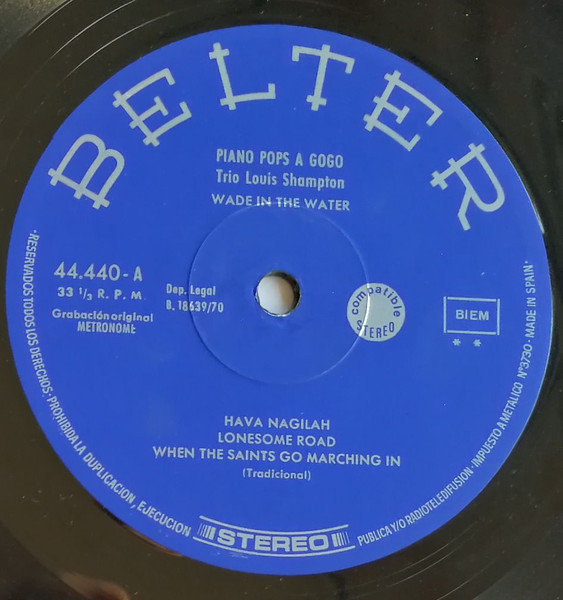 BELTER
PIANO POPS A GOGO
Trio Louis Shampton
WADE IN THE WATER
44.440-A
33 1/3 R. P. M.
Grabación original
METRONOME
Dep. Legal
B. 18639/70
compatible
STEREO
BIEM
* *
HAVA NAGILAH
LONESOME ROAD
WHEN THE SAINTS GO MARCHING IN
(Tradicional)
STEREO
·RESERVADOS TODOS LOS DERECHOS·PROHIBIDA LA DUPLICACION, EJECUCION
PUBLICA Y/O RADIOTELEDIFUSION·IMPUESTO A METALICO Nº3730·MADE IN SPAIN·